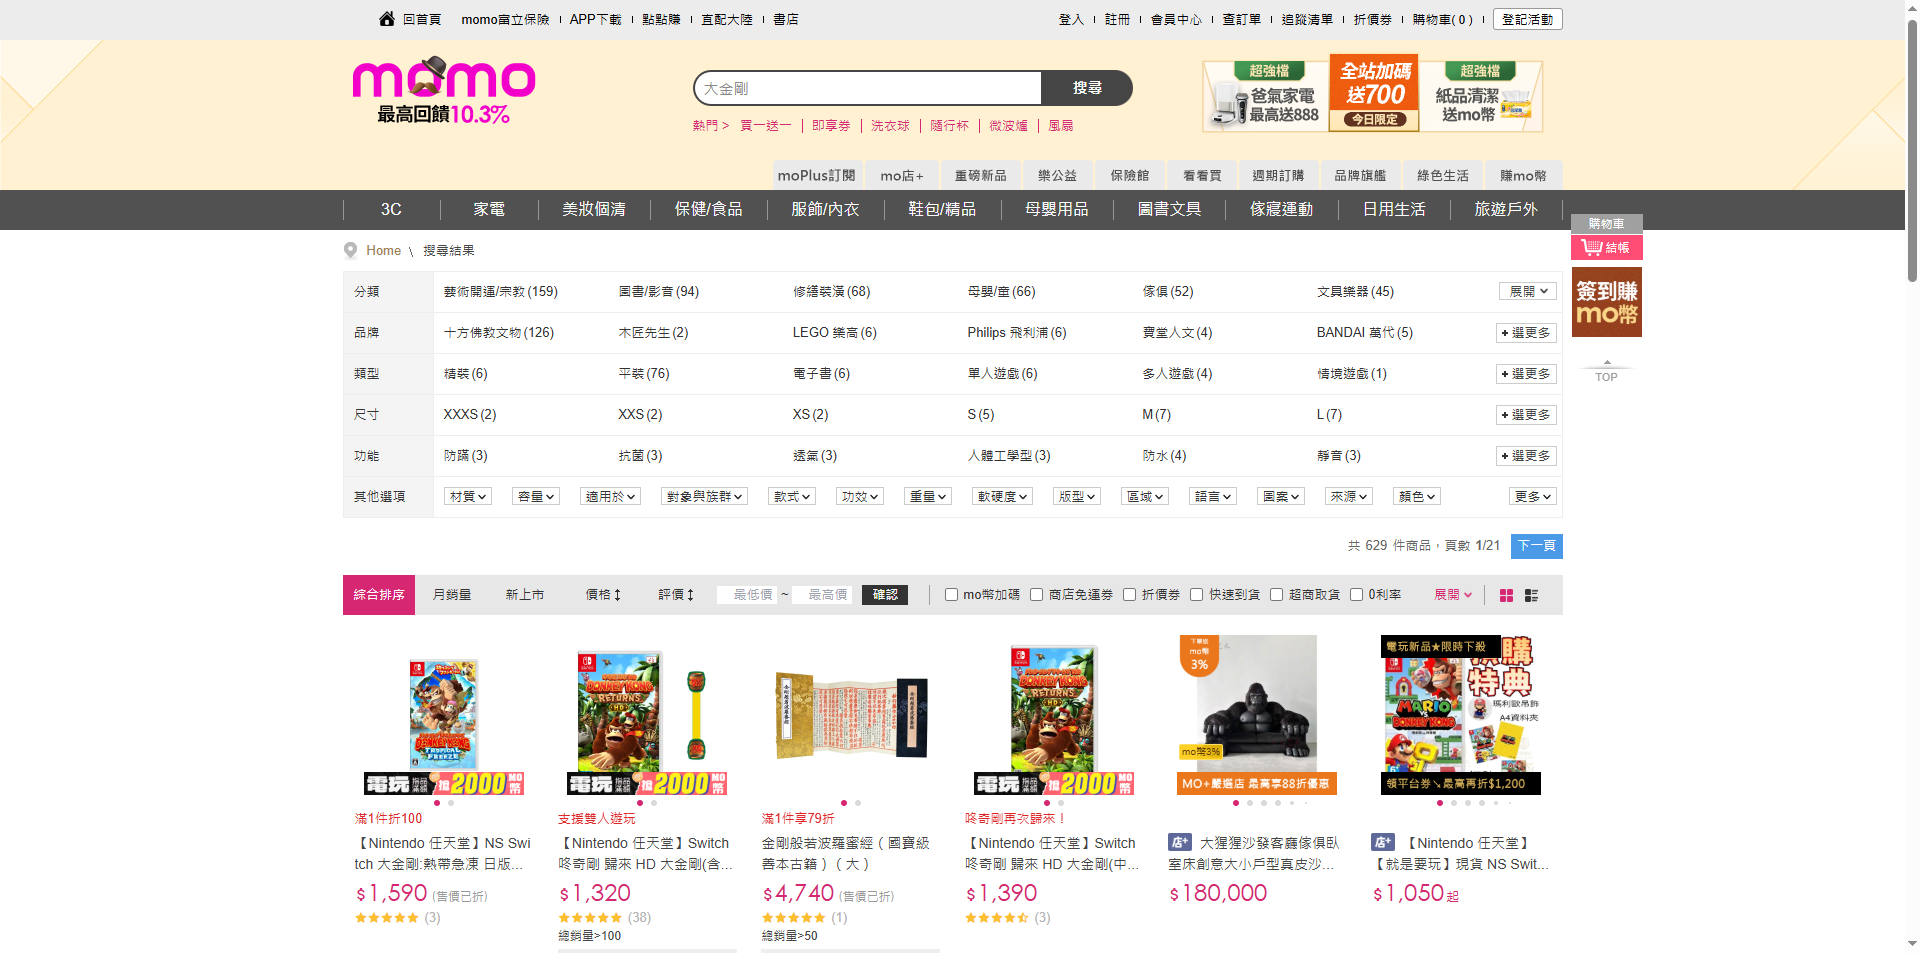 回首頁 momo富立保險 APP下載 點點賺 直配大陸 書店 登入 註冊 會員中心 查訂單 追蹤清單 折價券 購物車( 0 ) 登記活動
momo
最高回饋10.3%
大金剛 搜尋
熱門 > 買一送一 即享券 洗衣球 隨行杯 微波爐 風扇
超強檔
爸氣家電
最高送888
全站加碼
送700
今日限定
超強檔
紙品清潔
送mo幣
moPlus訂閱 mo店+ 重磅新品 樂公益 保險館 看看買 週期訂購 品牌旗艦 綠色生活 賺mo幣
3C 家電 美妝個清 保健/食品 服飾/內衣 鞋包/精品 母嬰用品 圖書文具 傢寢運動 日用生活 旅遊戶外
購物車
結帳
簽到賺
mo幣
TOP
Home \ 搜尋結果
分類 藝術開運/宗教 (159) 圖書/影音 (94) 修繕裝潢 (68) 母嬰/童 (66) 傢俱 (52) 文具樂器 (45) 展開
品牌 十方佛教文物 (126) 木匠先生 (2) LEGO 樂高 (6) Philips 飛利浦 (6) 寶堂人文 (4) BANDAI 萬代 (5) + 選更多
類型 精裝 (6) 平裝 (76) 電子書 (6) 單人遊戲 (6) 多人遊戲 (4) 情境遊戲 (1) + 選更多
尺寸 XXXS (2) XXS (2) XS (2) S (5) M (7) L (7) + 選更多
功能 防蹣 (3) 抗菌 (3) 透氣 (3) 人體工學型 (3) 防水 (4) 靜音 (3) + 選更多
其他選項 材質 容量 適用於 對象與族群 款式 功效 重量 軟硬度 版型 區域 語言 圖案 來源 顏色 更多
共 629 件商品，頁數 1/21 下一頁
綜合排序 月銷量 新上市 價格 評價 最低價 ~ 最高價 確認 mo幣加碼 商店免運券 折價券 快速到貨 超商取貨 0利率 展開
電玩 指品滿額 搶2000 MO幣
滿1件折100
【Nintendo 任天堂】NS Swi
tch 大金剛:熱帶急凍 日版...
$1,590 (售價已折)
(3)
DONKEY KONG
RETURNS
HD
電玩 指品滿額 搶2000 MO幣
支援雙人遊玩
【Nintendo 任天堂】Switch
咚奇剛 歸來 HD 大金剛(含...
$1,320
(38)
總銷量>100
滿1件享79折
金剛般若波羅蜜經（國寶級
善本古籍）（大）
$4,740 (售價已折)
(1)
總銷量>50
DONKEY KONG
RETURNS
HD
電玩 指品滿額 搶2000 MO幣
咚奇剛再次歸來！
【Nintendo 任天堂】Switch
咚奇剛 歸來 HD 大金剛(中...
$1,390
(3)
下單送
mo幣
3%
mo幣3%
MO+嚴選店 最高享88折優惠
店+ 大猩猩沙發客廳傢俱臥
室床創意大小戶型真皮沙...
$180,000
電玩新品★限時下殺
預購
特典
瑪利歐吊飾
A4資料夾
MARIO
DONKEY KONG
領平台券↘最高再折$1,200
店+ 【Nintendo 任天堂】
【就是要玩】現貨 NS Swit...
$1,050起